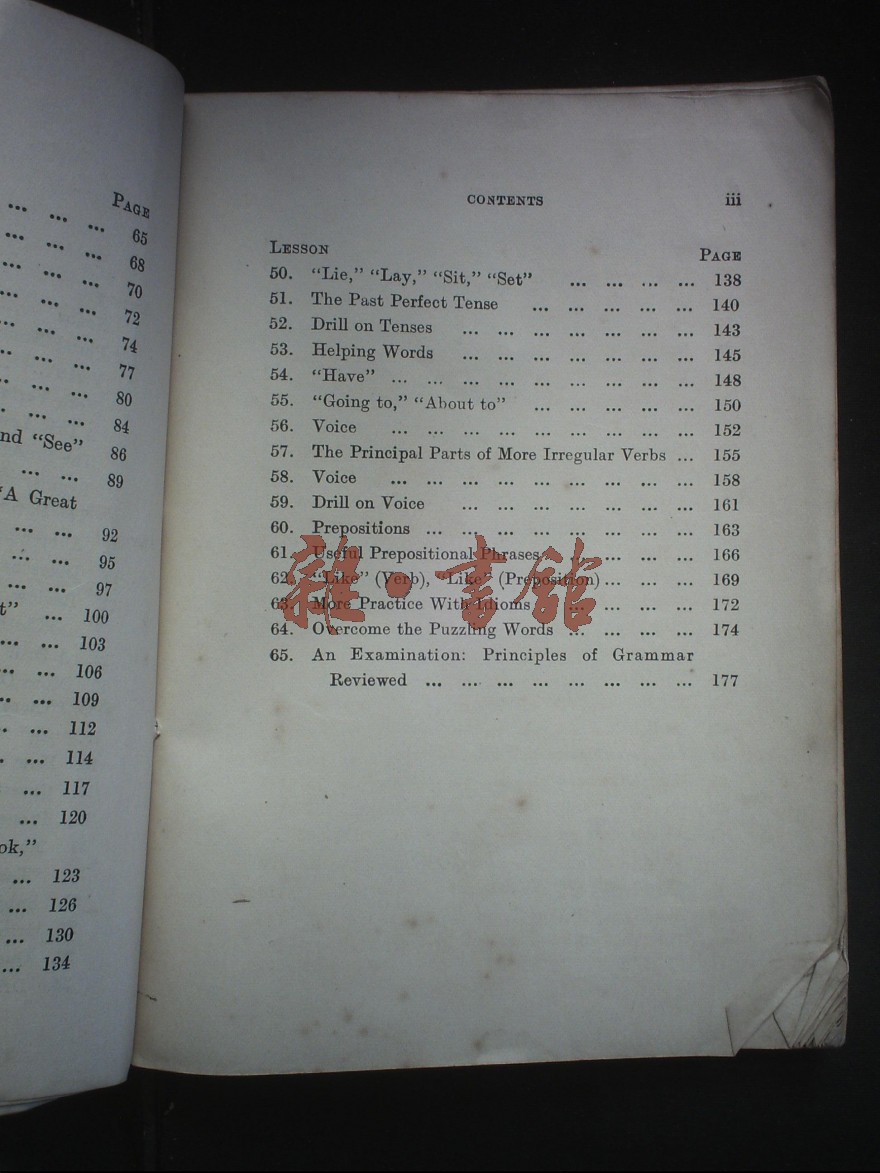 PAGE
... ... ... 65
... ... ... 68
... ... ... 70
... ... ... 72
... ... ... 74
... ... ... 77
... ... ... 80
... ... ... 84
nd “See” 86
... ... 89
“A Great
... ... 92
... ... 95
... ... 97
t” ... 100
... ... 103
... ... 106
... ... 109
... ... 112
... ... 114
... 117
... 120
ok,”
... 123
... 126
... 130
... 134
CONTENTS iii
LESSON PAGE
50. “Lie,” “Lay,” “Sit,” “Set” ... ... ... ... 138
51. The Past Perfect Tense ... ... ... ... ... 140
52. Drill on Tenses ... ... ... ... ... ... ... 143
53. Helping Words ... ... ... ... ... ... ... 145
54. “Have” ... ... ... ... ... ... ... ... ... 148
55. “Going to,” “About to” ... ... ... ... ... 150
56. Voice ... ... ... ... ... ... ... ... ... 152
57. The Principal Parts of More Irregular Verbs ... 155
58. Voice ... ... ... ... ... ... ... ... ... 158
59. Drill on Voice ... ... ... ... ... ... ... 161
60. Prepositions ... ... ... ... ... ... ... ... 163
61. Useful Prepositional Phrases ... ... ... ... 166
62. “Like” (Verb), “Like” (Preposition) ... ... ... 169
63. More Practice With Idioms ... ... ... ... 172
64. Overcome the Puzzling Words ... ... ... ... 174
65. An Examination: Principles of Grammar
Reviewed ... ... ... ... ... ... ... ... 177
雜·書館